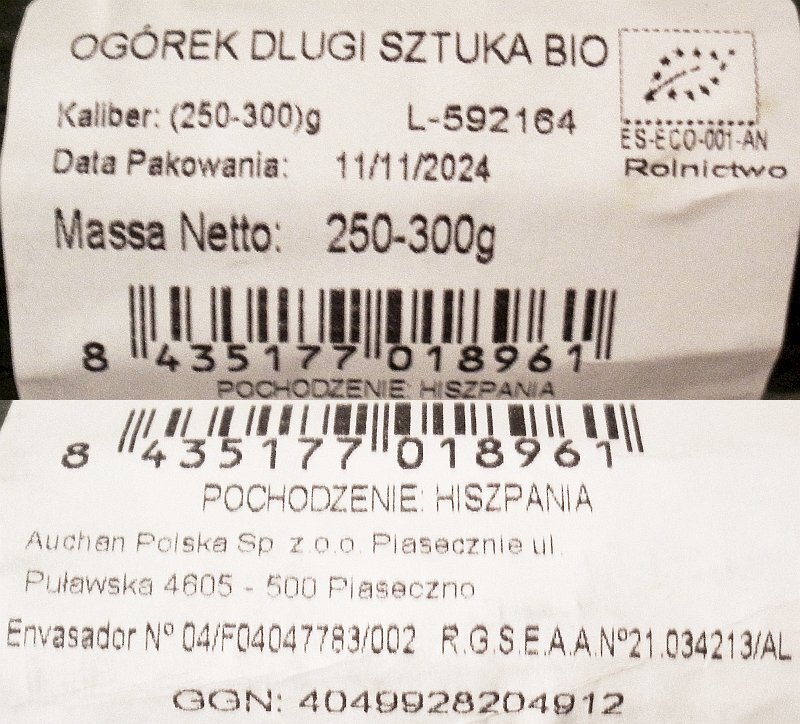 OGÓREK DLUGI SZTUKA BIO
Kaliber: (250-300)g L-592164
ES-ECO-001-AN
Data Pakowania: 11/11/2024
Rolnictwo
Massa Netto: 250-300g
8 435177 018961
POCHODZENIE: HISZPANIA
8 435177 018961
POCHODZENIE: HISZPANIA
Auchan Polska Sp z.o.o. Piasecznie ul.
Puławska 4605 - 500 Piaseczno
Envasador Nº 04/F04047783/002 R.G.S.E.A.A.Nº21.034213/AL
GGN: 4049928204912